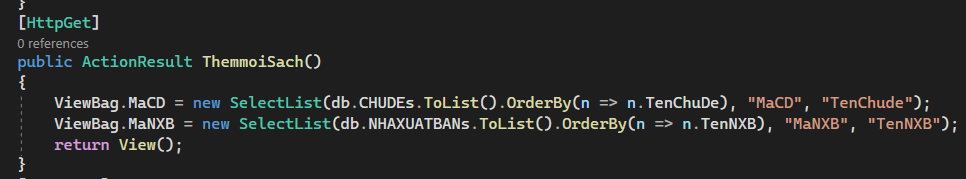 }
[HttpGet]
0 references
public ActionResult ThemmoiSach()
{
ViewBag.MaCD = new SelectList(db.CHUDEs.ToList().OrderBy(n => n.TenChuDe), "MaCD", "TenChude");
ViewBag.MaNXB = new SelectList(db.NHAXUATBANs.ToList().OrderBy(n => n.TenNXB), "MaNXB", "TenNXB");
return View();
}